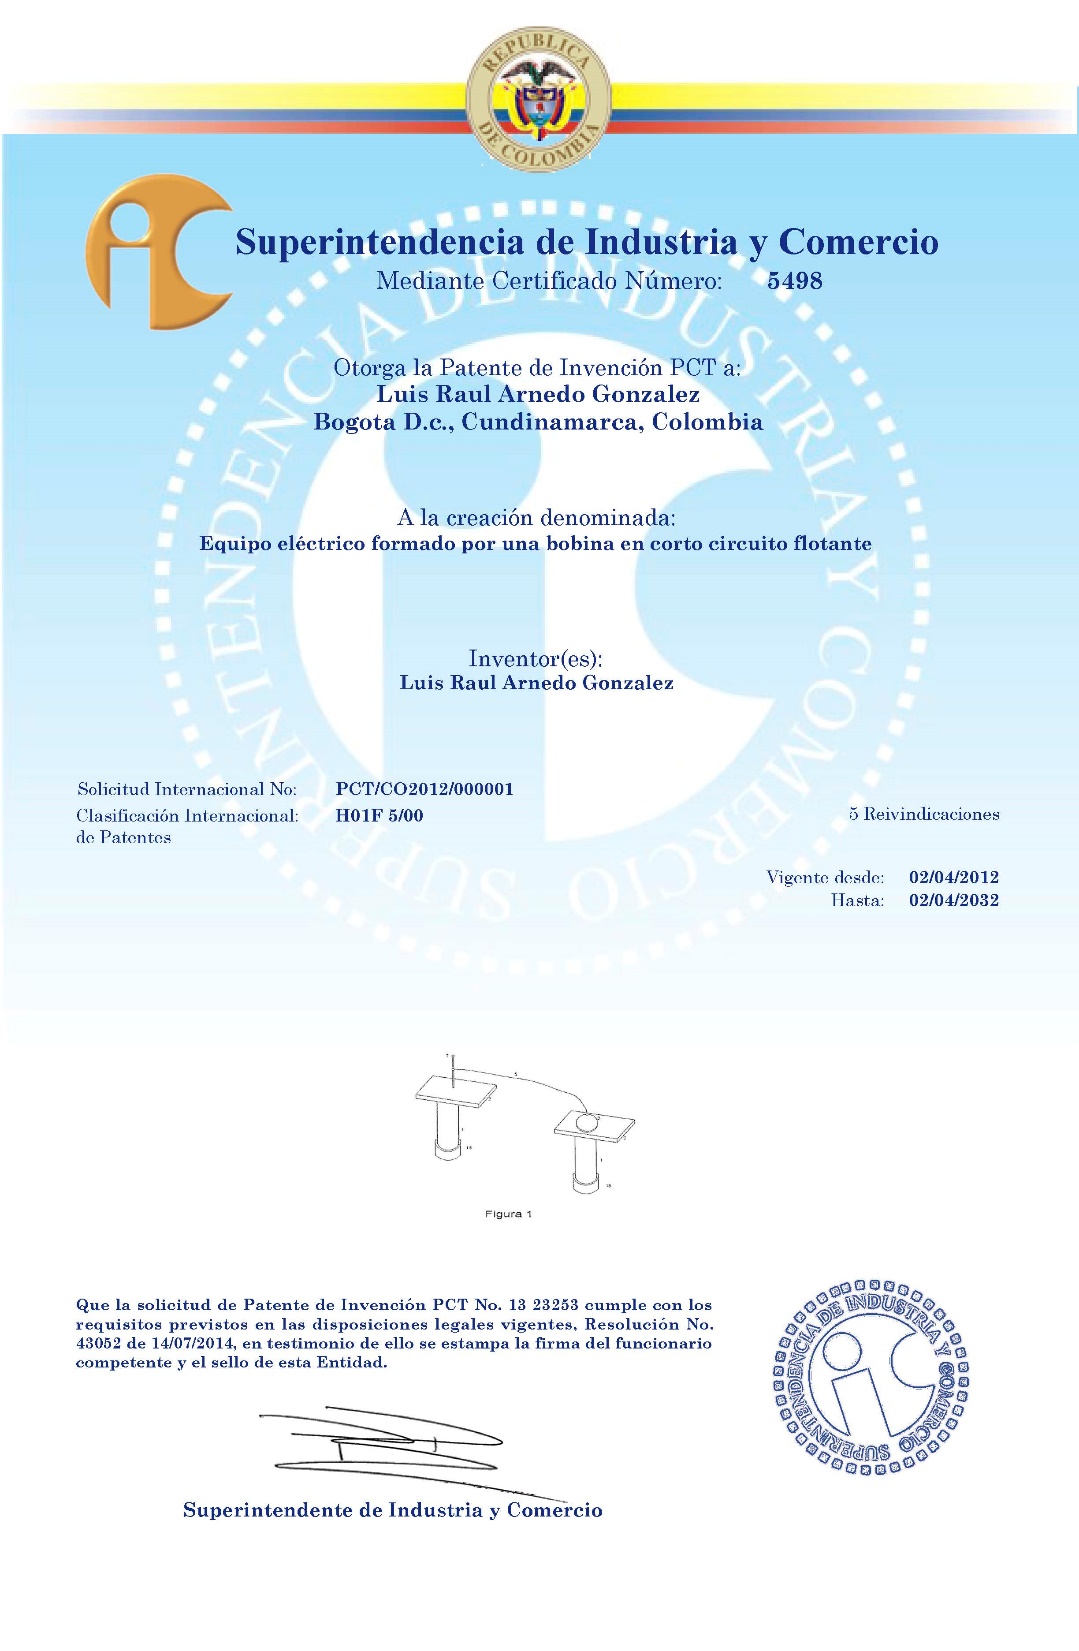 REPUBLICA
DE COLOMBIA
Superintendencia de Industria y Comercio
Mediante Certificado Número: 5498
Otorga la Patente de Invención PCT a:
Luis Raul Arnedo Gonzalez
Bogota D.c., Cundinamarca, Colombia
A la creación denominada:
Equipo eléctrico formado por una bobina en corto circuito flotante
Inventor(es):
Luis Raul Arnedo Gonzalez
SUPERINTENDENCIA DE INDUSTRIA Y COMERCIO
Solicitud Internacional No: PCT/CO2012/000001
Clasificación Internacional: H01F 5/00
de Patentes
5 Reivindicaciones
Vigente desde: 02/04/2012
Hasta: 02/04/2032
Figura 1
Que la solicitud de Patente de Invención PCT No. 13 23253 cumple con los
requisitos previstos en las disposiciones legales vigentes, Resolución No.
43052 de 14/07/2014, en testimonio de ello se estampa la firma del funcionario
competente y el sello de esta Entidad.
SUPERINTENDENCIA DE INDUSTRIA Y COMERCIO
Superintendente de Industria y Comercio